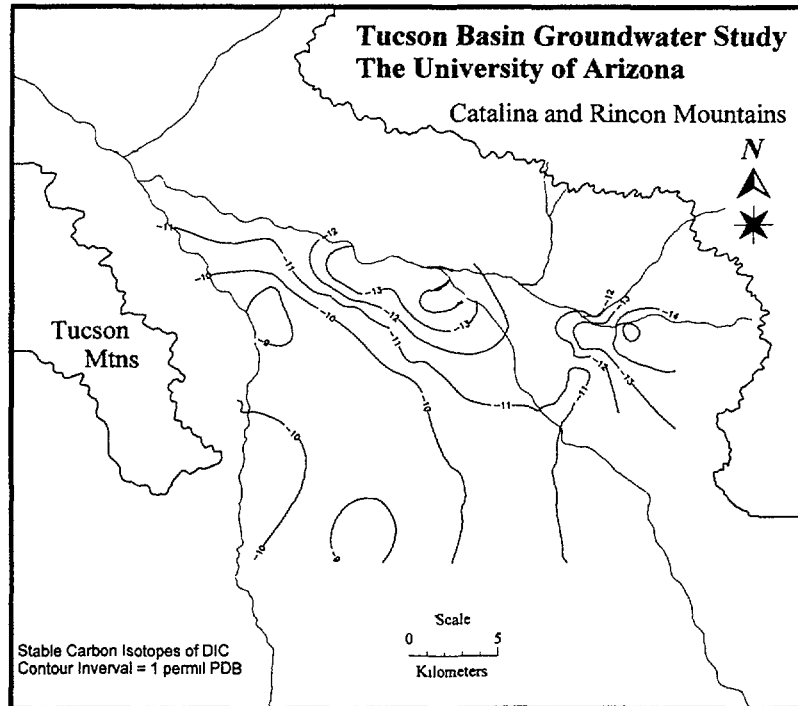 Tucson Basin Groundwater Study
The University of Arizona
Catalina and Rincon Mountains
N
-12
-11
-11
-13
-10
-12
-12
-14
-10
-12
-13
-9
-11
-12
-13
Tucson
Mtns
-10
-11
-11
-10
-10
-9
Scale
0 5
Kilometers
Stable Carbon Isotopes of DIC
Contour Inverval = 1 permil PDB